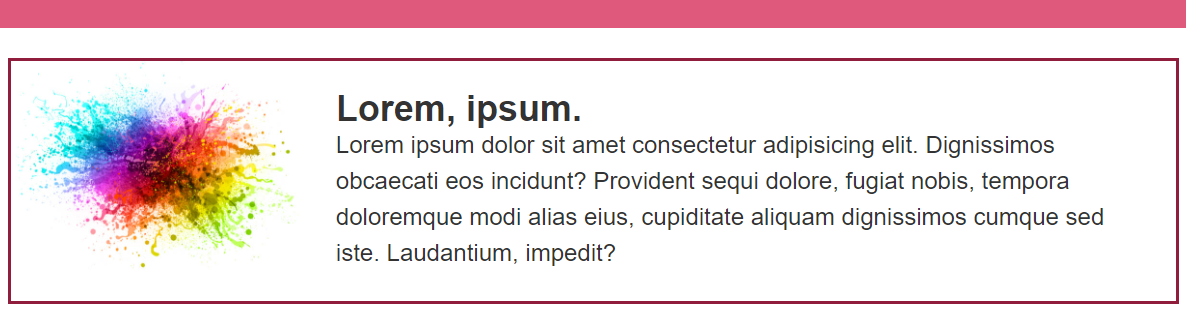 Lorem, ipsum.
Lorem ipsum dolor sit amet consectetur adipisicing elit. Dignissimos
obcaecati eos incidunt? Provident sequi dolore, fugiat nobis, tempora
doloremque modi alias eius, cupiditate aliquam dignissimos cumque sed
iste. Laudantium, impedit?